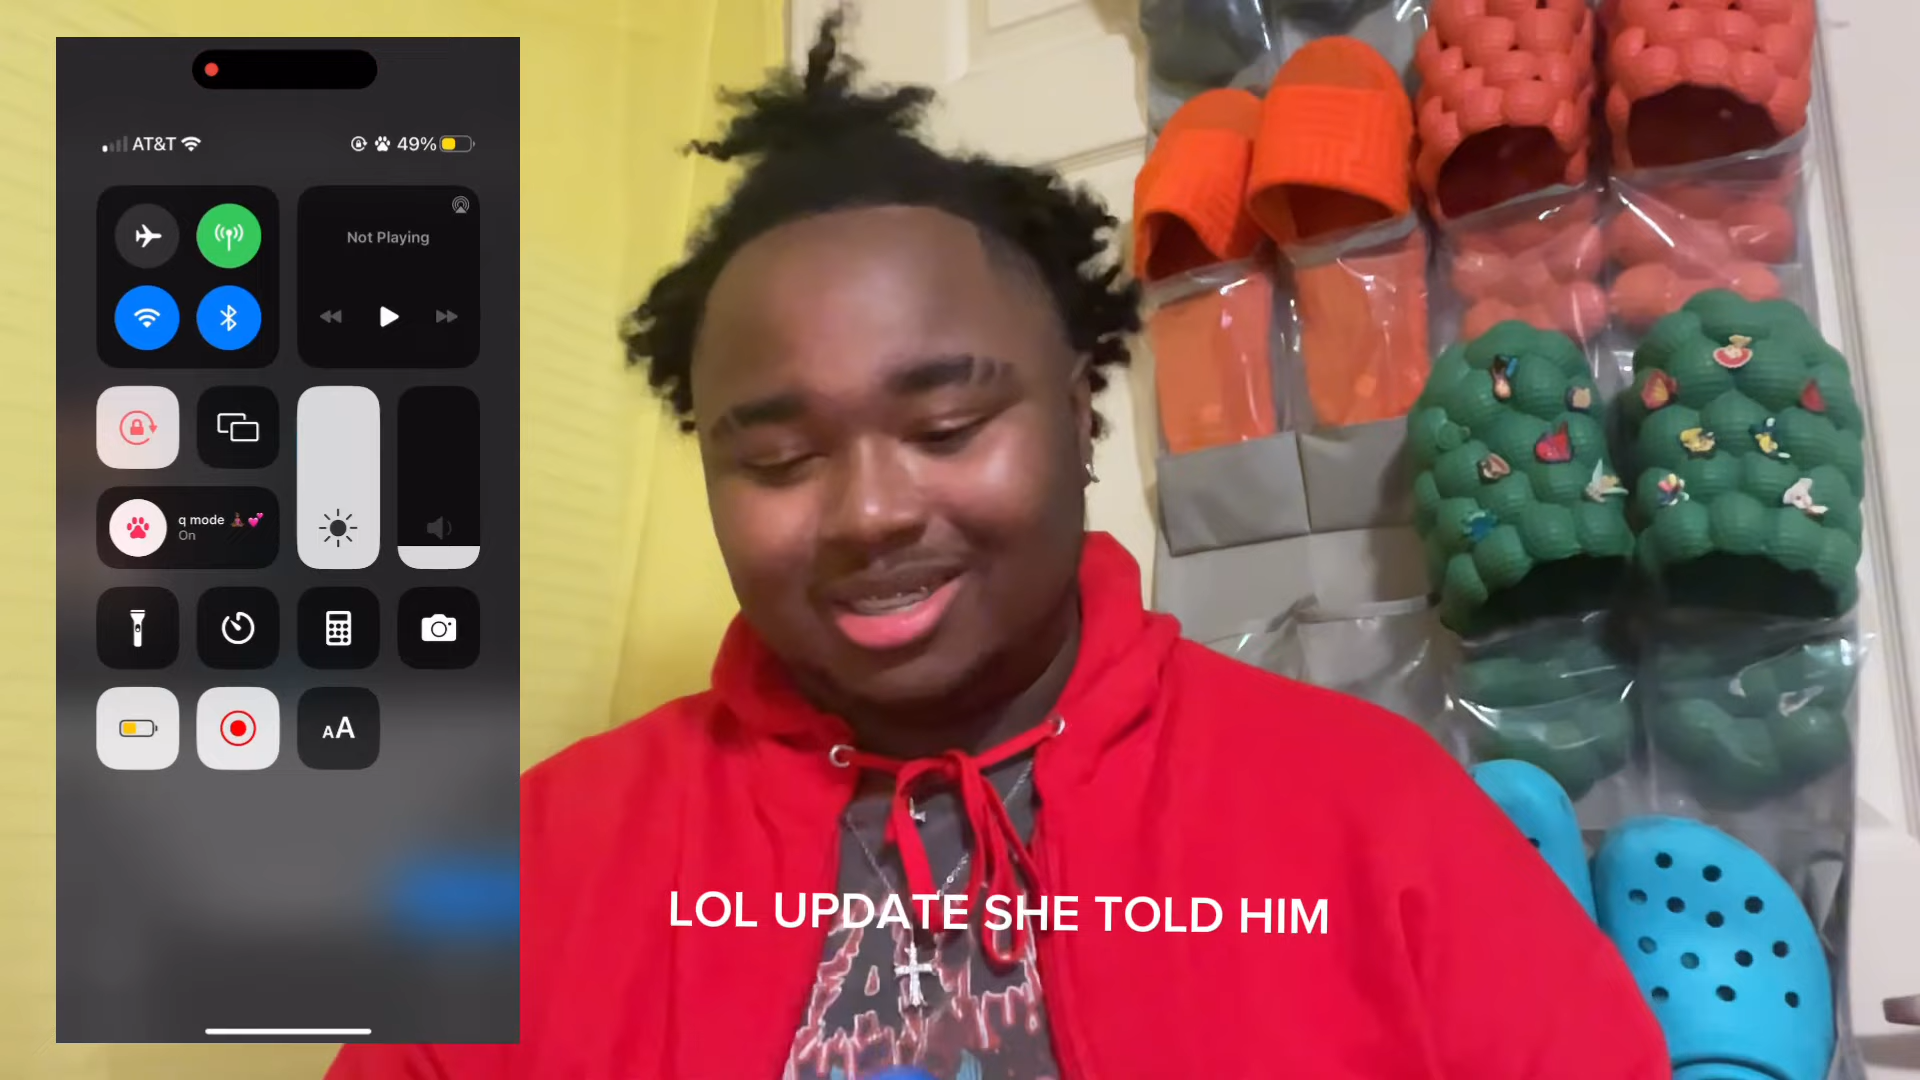 AT&T
49%
Not Playing
q mode
On
AA
LOL UPDATE SHE TOLD HIM